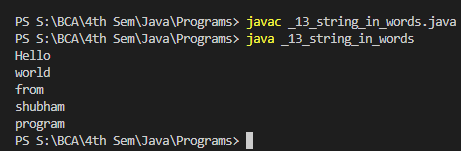 PS S:\BCA\4th Sem\Java\Programs> javac _13_string_in_words.java
PS S:\BCA\4th Sem\Java\Programs> java _13_string_in_words
Hello
world
from
shubham
program
PS S:\BCA\4th Sem\Java\Programs>